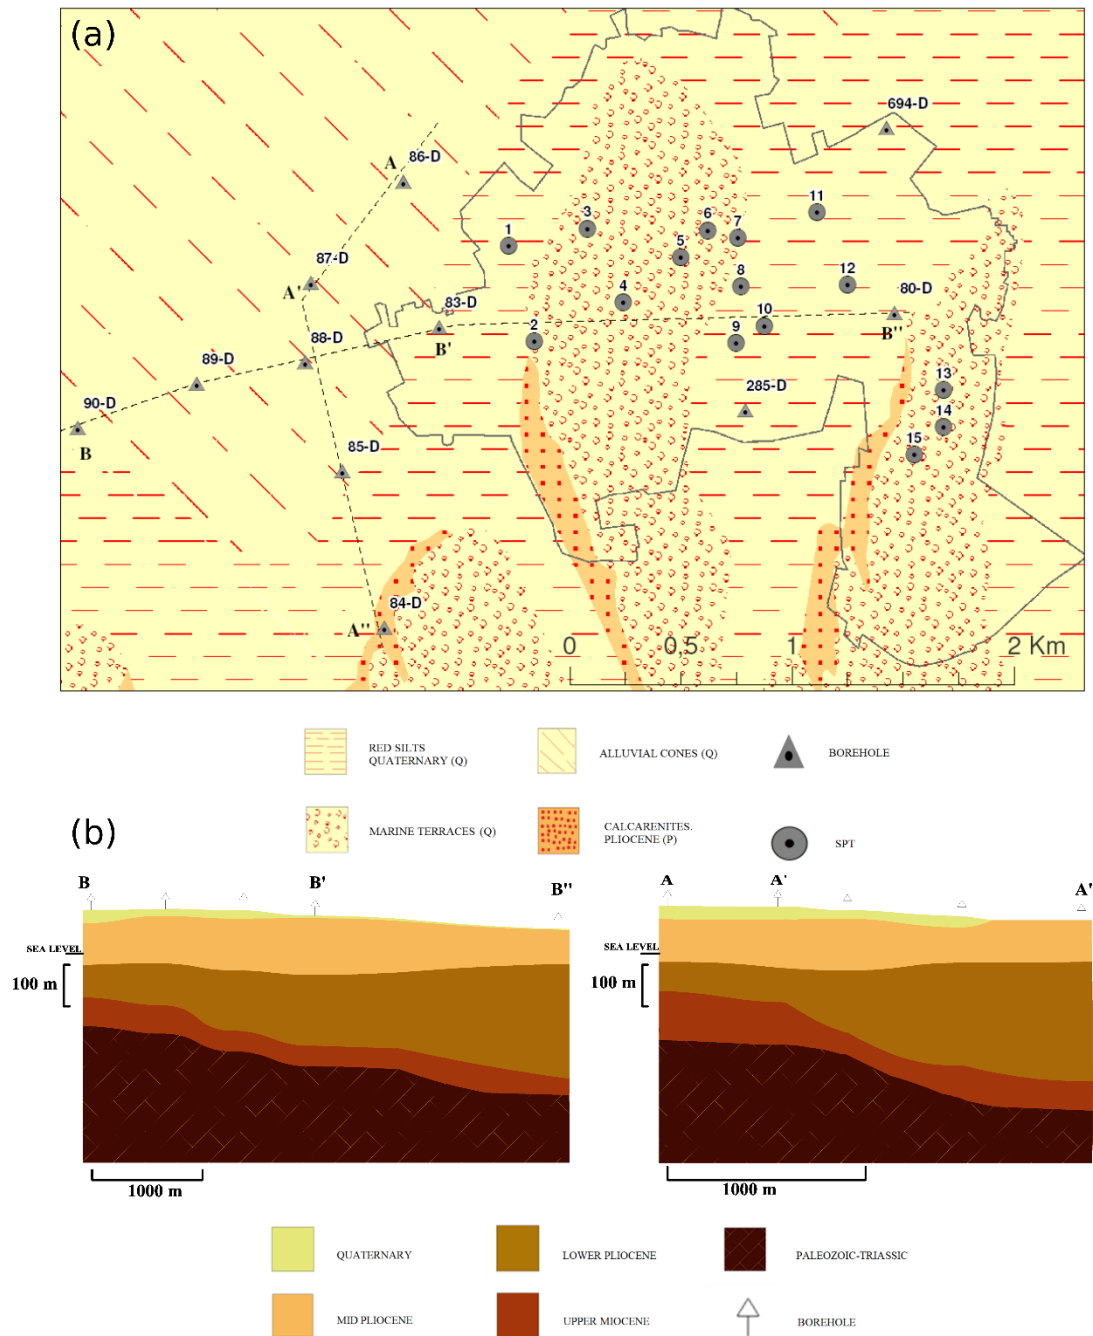 (a)
694-D
86-D
A
11
3
6
7
1
5
87-D
A'
8
12
4
83-D
80-D
10
B'
B''
2
9
88-D
89-D
13
285-D
90-D
14
B
85-D
15
84-D
A''
0 0,5 1 2 Km
RED SILTS
QUATERNARY (Q)
ALLUVIAL CONES (Q)
BOREHOLE
(b)
MARINE TERRACES (Q)
CALCARENITES.
PLIOCENE (P)
SPT
B B' B''
A A' A'
SEA LEVEL
SEA LEVEL
100 m
100 m
1000 m
1000 m
QUATERNARY
LOWER PLIOCENE
PALEOZOIC-TRIASSIC
MID PLIOCENE
UPPER MIOCENE
BOREHOLE